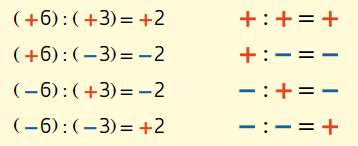 (+6) : (+3) = +2    + : + = +
(+6) : (−3) = −2    + : − = −
(−6) : (+3) = −2    − : + = −
(−6) : (−3) = +2    − : − = +